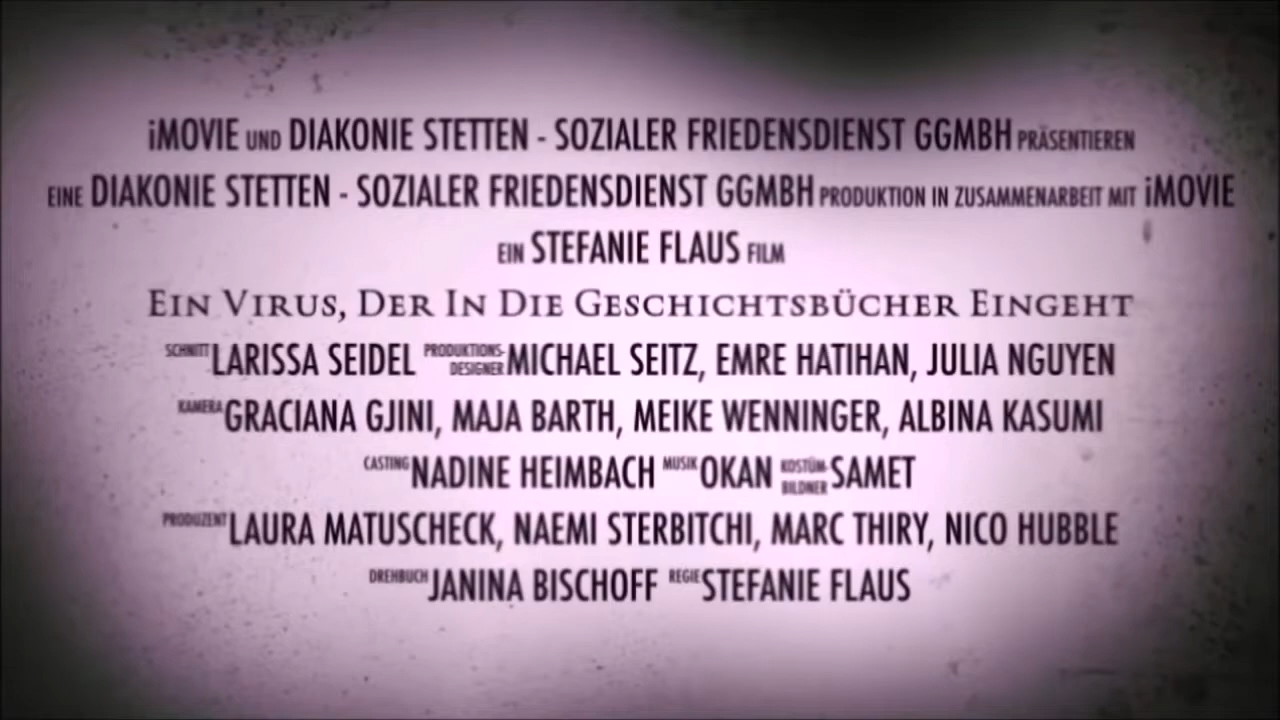 iMOVIE UND DIAKONIE STETTEN - SOZIALER FRIEDENSDIENST GGMBH PRÄSENTIEREN
EINE DIAKONIE STETTEN - SOZIALER FRIEDENSDIENST GGMBH PRODUKTION IN ZUSAMMENARBEIT MIT iMOVIE
EIN STEFANIE FLAUS FILM
EIN VIRUS, DER IN DIE GESCHICHTSBÜCHER EINGEHT
SCHNITT LARISSA SEIDEL PRODUKTIONS-DESIGNER MICHAEL SEITZ, EMRE HATIHAN, JULIA NGUYEN
KAMERA GRACIANA GJINI, MAJA BARTH, MEIKE WENNINGER, ALBINA KASUMI
CASTING NADINE HEIMBACH MUSIK OKAN KOSTÜM-BILDNER SAMET
PRODUZENT LAURA MATUSCHECK, NAEMI STERBITCHI, MARC THIRY, NICO HUBBLE
DREHBUCH JANINA BISCHOFF REGIE STEFANIE FLAUS